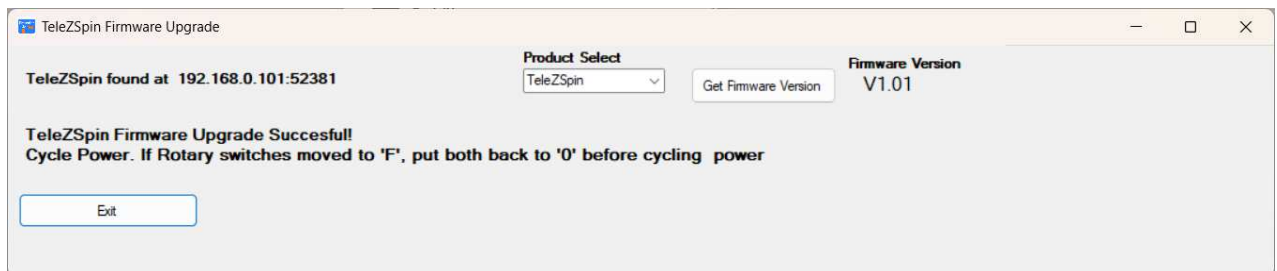 TeleZSpin Firmware Upgrade
Product Select
TeleZSpin found at 192.168.0.101:52381
TeleZSpin
Get Firmware Version
Firmware Version
V1.01
TeleZSpin Firmware Upgrade Succesful!
Cycle Power. If Rotary switches moved to 'F', put both back to '0' before cycling power
Exit